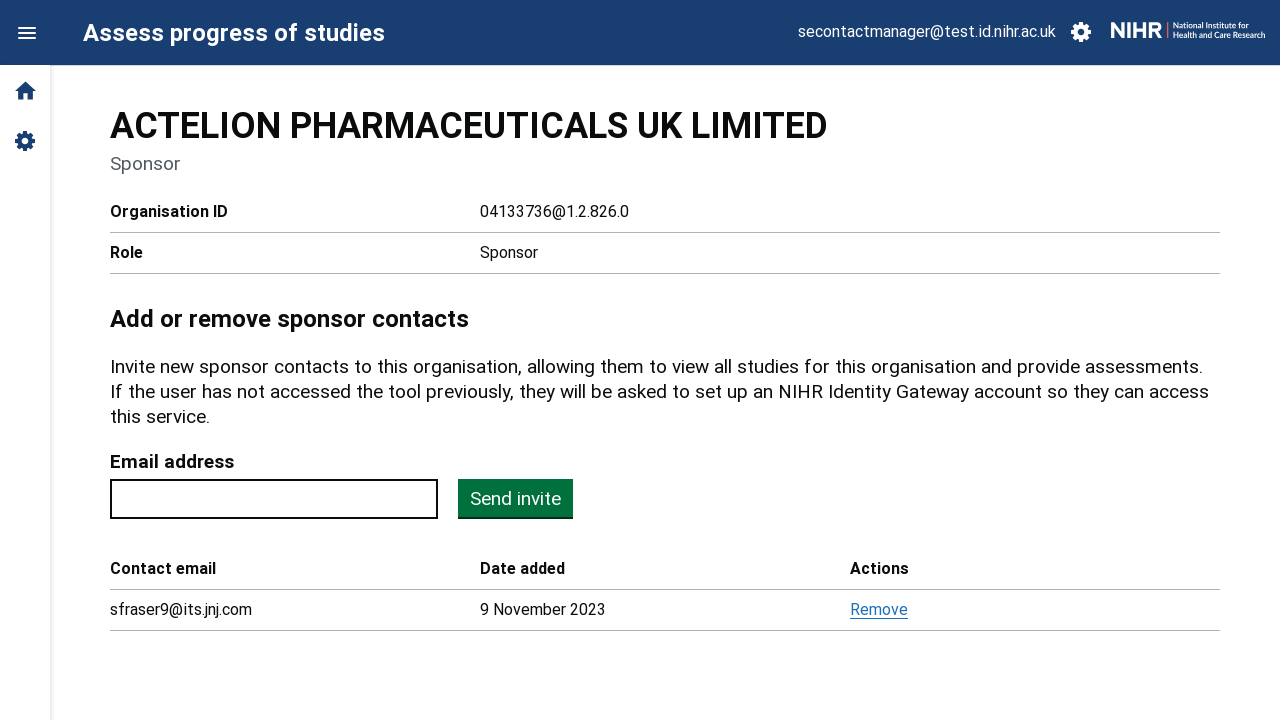 Assess progress of studies
secontactmanager@test.id.nihr.ac.uk
NIHR | National Institute for
Health and Care Research
ACTELION PHARMACEUTICALS UK LIMITED
Sponsor
Organisation ID 04133736@1.2.826.0
Role Sponsor
Add or remove sponsor contacts
Invite new sponsor contacts to this organisation, allowing them to view all studies for this organisation and provide assessments.
If the user has not accessed the tool previously, they will be asked to set up an NIHR Identity Gateway account so they can access
this service.
Email address
Send invite
Contact email Date added Actions
sfraser9@its.jnj.com 9 November 2023 Remove